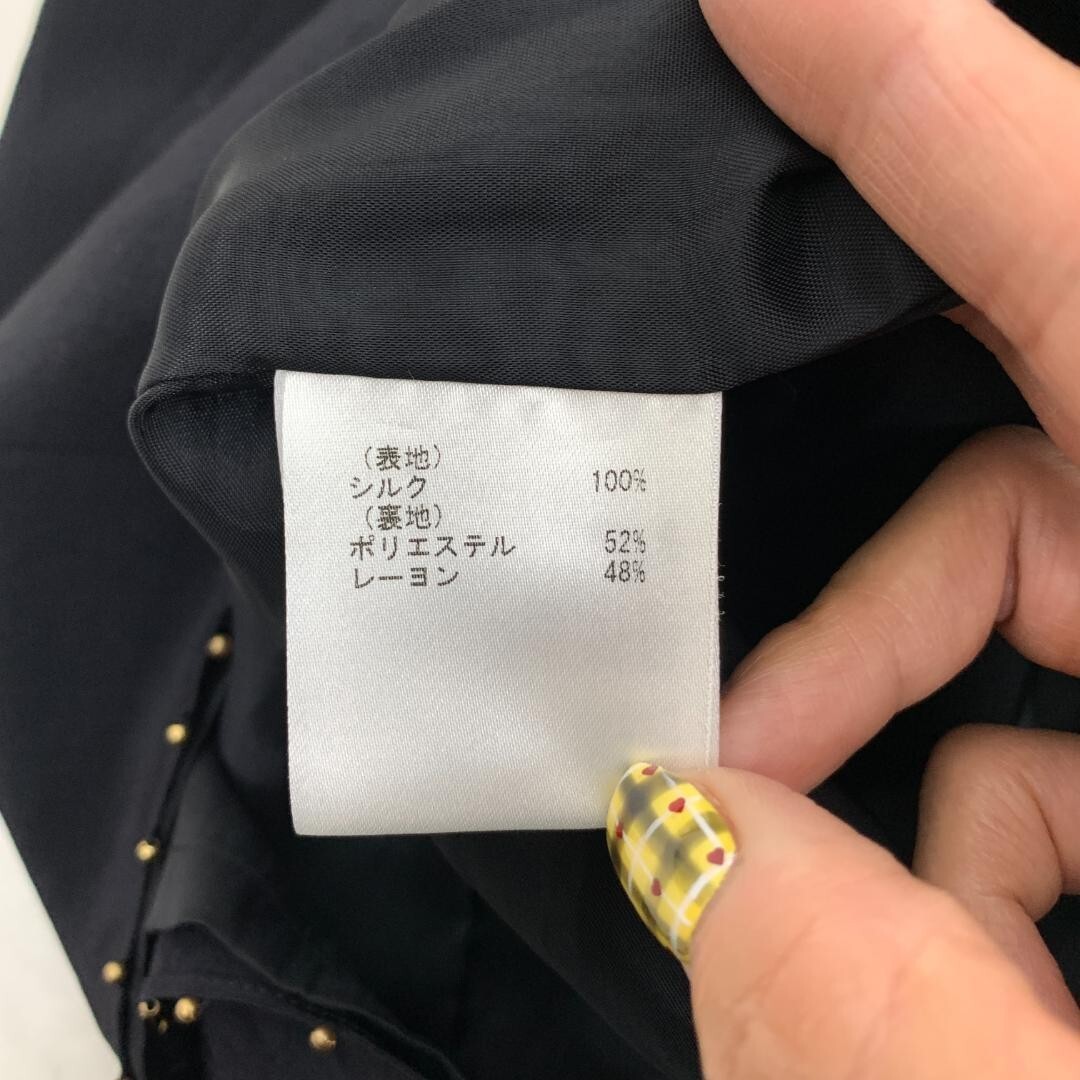 （表地）
シルク 100%
（裏地）
ポリエステル 52%
レーヨン 48%